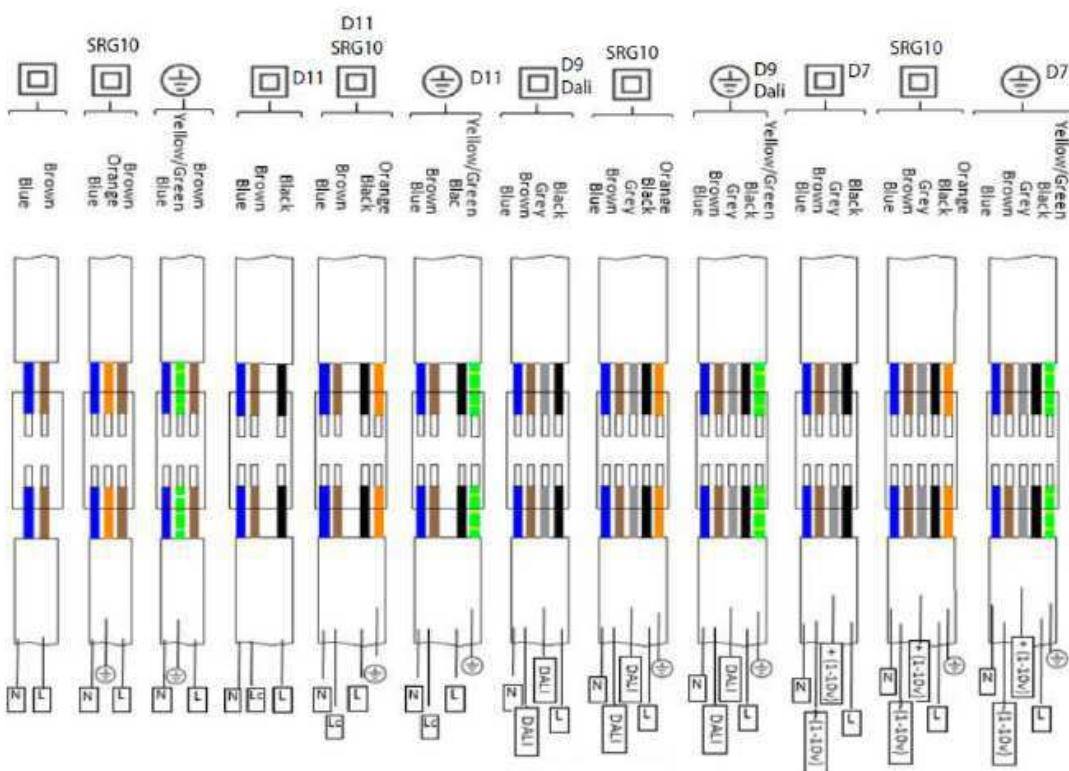 SRG10
D11
D11
SRG10
D11
D9
Dali
SRG10
D9
Dali
D7
SRG10
D7
Brown
Blue
Brown
Orange
Blue
Brown
Yellow/Green
Blue
Black
Brown
Blue
Orange
Black
Brown
Blue
Yellow/Green
Blac
Brown
Blue
Black
Grey
Brown
Blue
Orange
Black
Grey
Brown
Blue
Yellow/Green
Black
Grey
Brown
Blue
Black
Grey
Brown
Blue
Orange
Black
Grey
Brown
Blue
Yellow/Green
Black
Grey
Brown
Blue
N L
N L
N L
N Lc L
N Lc L
N Lc L
N DALI DALI L
N DALI DALI L
N DALI DALI L
N (1-10v) + (1-10v) L
N (1-10v) + (1-10v) L
N (1-10v) + (1-10v) L